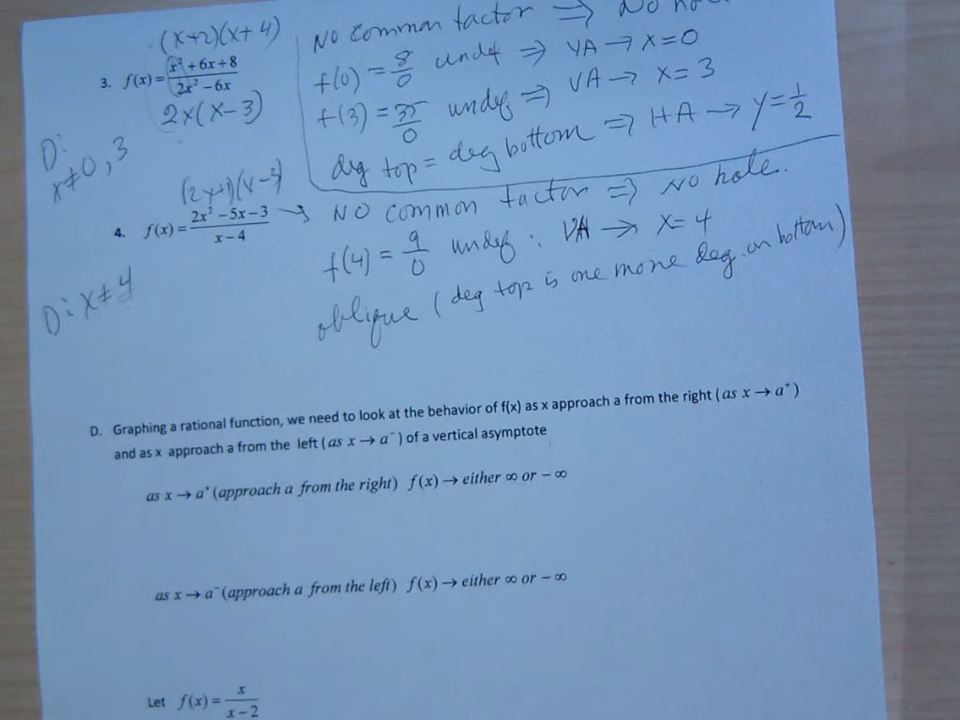 (x+2)(x+4)
NO common factor ⇒ No
3. f(x) = x² + 6x + 8 / 2x² − 6x
2x(x−3)
f(0) = 8/0 undef ⇒ VA → x=0
f(3) = 35/0 undef ⇒ VA → x=3
deg top = deg bottom ⇒ HA → y=1/2
D:
x≠0,3
(2x+1)(x−3)
4. f(x) = 2x² − 5x − 3 / x − 4 → NO common factor ⇒ No hole.
f(4) = 9/0 undef: VA → x=4
D: x≠4
oblique (deg top is one more deg. on bottom)
D. Graphing a rational function, we need to look at the behavior of f(x) as x approach a from the right (as x → a⁺)
and as x approach a from the left (as x → a⁻) of a vertical asymptote
as x → a⁺ (approach a from the right) f(x) → either ∞ or − ∞
as x → a⁻ (approach a from the left) f(x) → either ∞ or − ∞
Let f(x) = x / x − 2